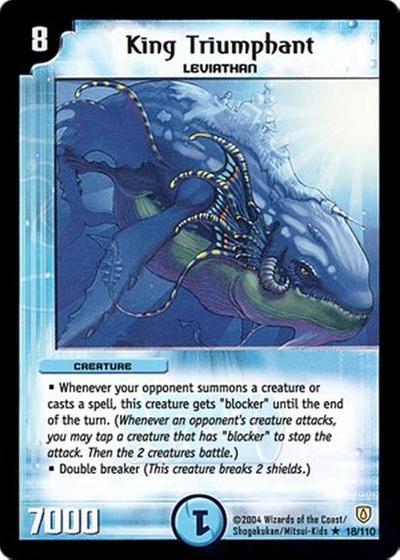 8
King Triumphant
LEVIATHAN
CREATURE
▪ Whenever your opponent summons a creature or
casts a spell, this creature gets "blocker" until the end
of the turn. (Whenever an opponent's creature attacks,
you may tap a creature that has "blocker" to stop the
attack. Then the 2 creatures battle.)
▪ Double breaker (This creature breaks 2 shields.)
7000
1
©2004 Wizards of the Coast/
Shogakukan/Mitsui-Kids ★ 18/110